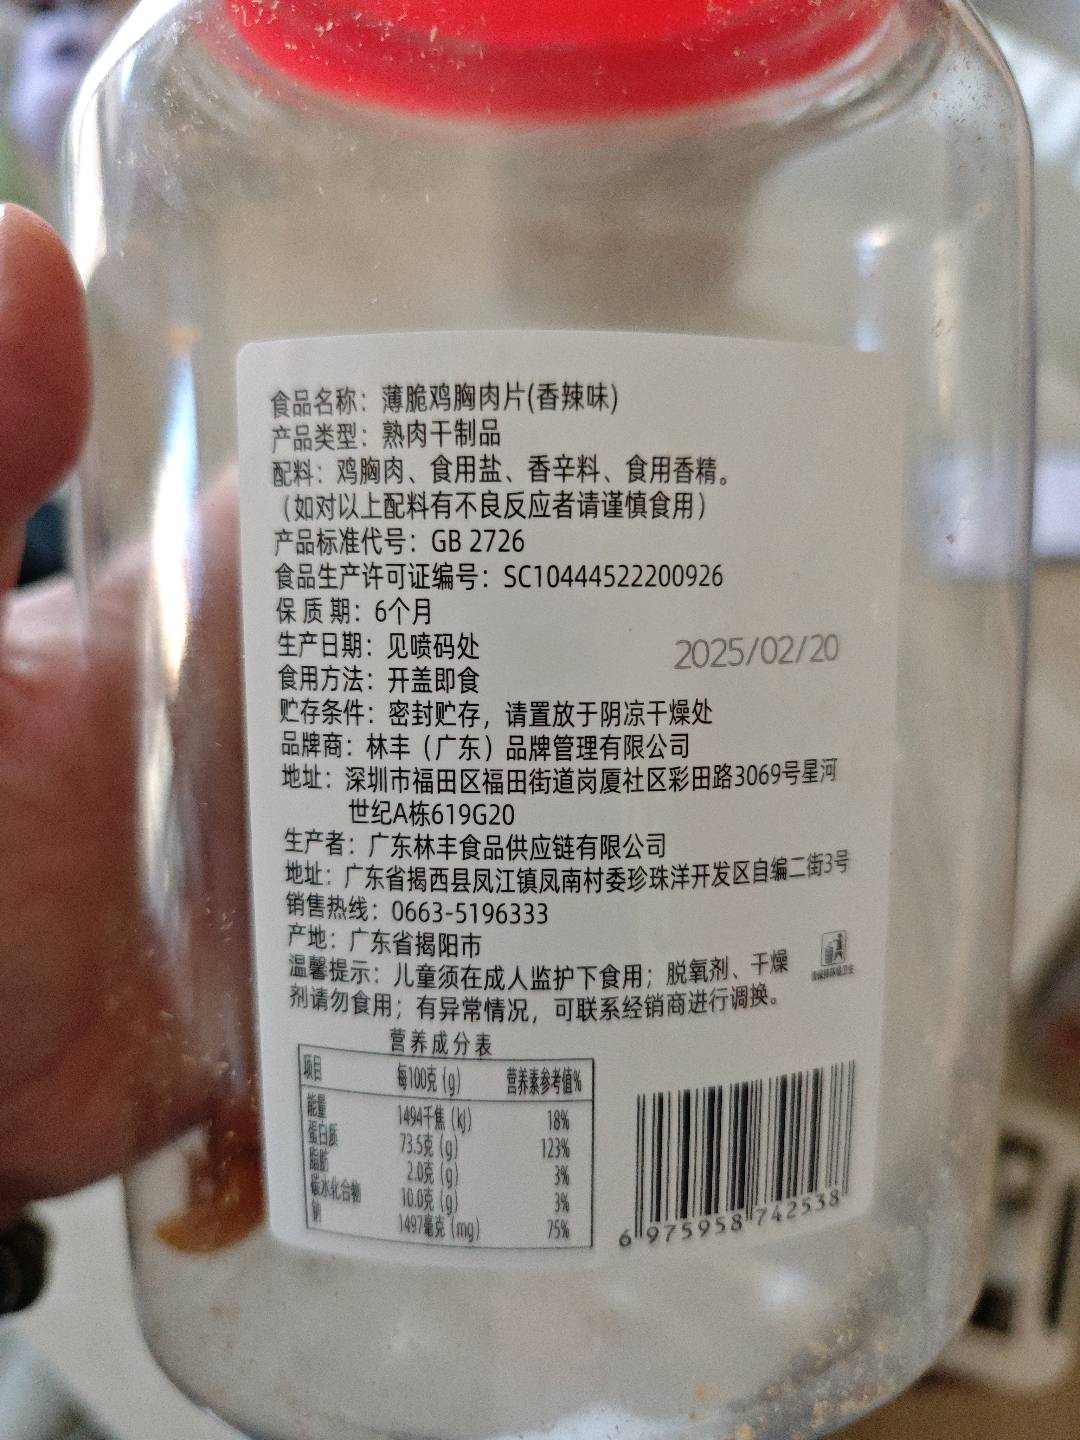 食品名称：薄脆鸡胸肉片(香辣味)
产品类型：熟肉干制品
配料：鸡胸肉、食用盐、香辛料、食用香精。
（如对以上配料有不良反应者请谨慎食用）
产品标准代号：GB 2726
食品生产许可证编号：SC10444522200926
保 质 期：6个月
生产日期：见喷码处
2025/02/20
食用方法：开盖即食
贮存条件：密封贮存，请置放于阴凉干燥处
品牌商：林丰（广东）品牌管理有限公司
地址：深圳市福田区福田街道岗厦社区彩田路3069号星河
世纪A栋619G20
生产者：广东林丰食品供应链有限公司
地址：广东省揭西县凤江镇凤南村委珍珠洋开发区自编二街3号
销售热线：0663-5196333
产地：广东省揭阳市
温馨提示：儿童须在成人监护下食用；脱氧剂、干燥
剂请勿食用；有异常情况，可联系经销商进行调换。
营养成分表
项目 每100克 (g) 营养素参考值%
能量 1494千焦 (kJ) 18%
蛋白质 73.5克 (g) 123%
脂肪 2.0克 (g) 3%
碳水化合物 10.0克 (g) 3%
钠 1497毫克 (mg) 75%
6 975958 742538